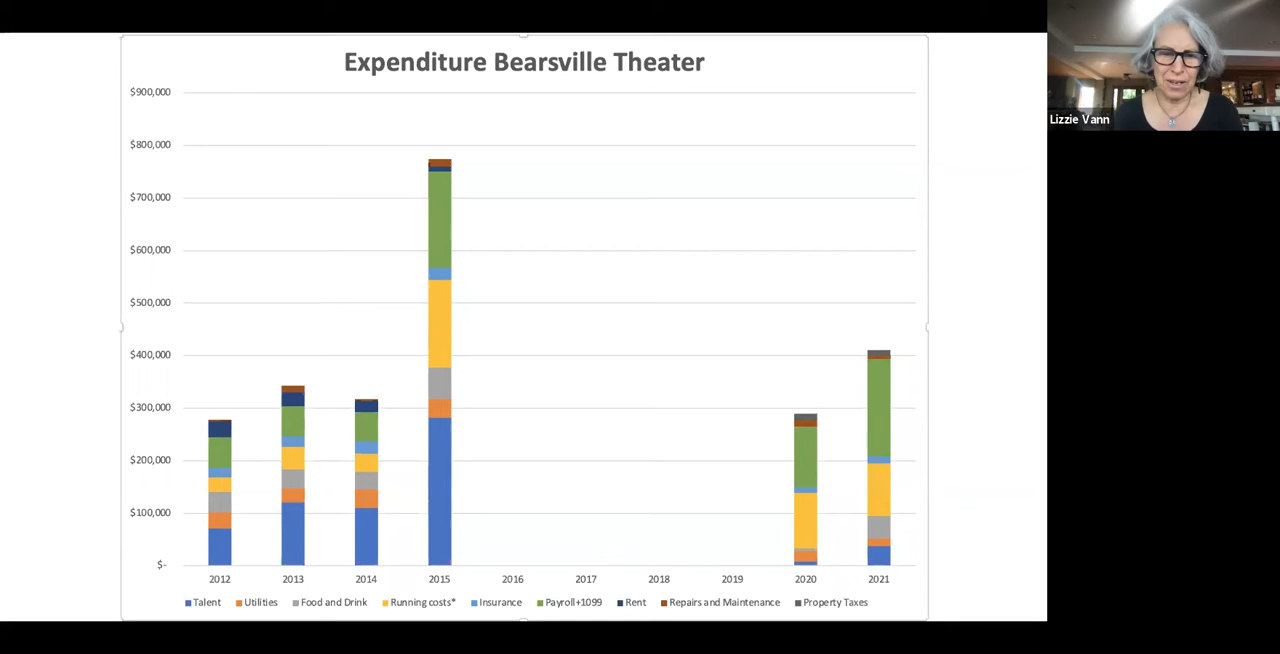 Expenditure Bearsville Theater
$900,000
$800,000
$700,000
$600,000
$500,000
$400,000
$300,000
$200,000
$100,000
$-
2012 2013 2014 2015 2016 2017 2018 2019 2020 2021
Talent Utilities Food and Drink Running costs* Insurance Payroll+1099 Rent Repairs and Maintenance Property Taxes
Lizzie Vann